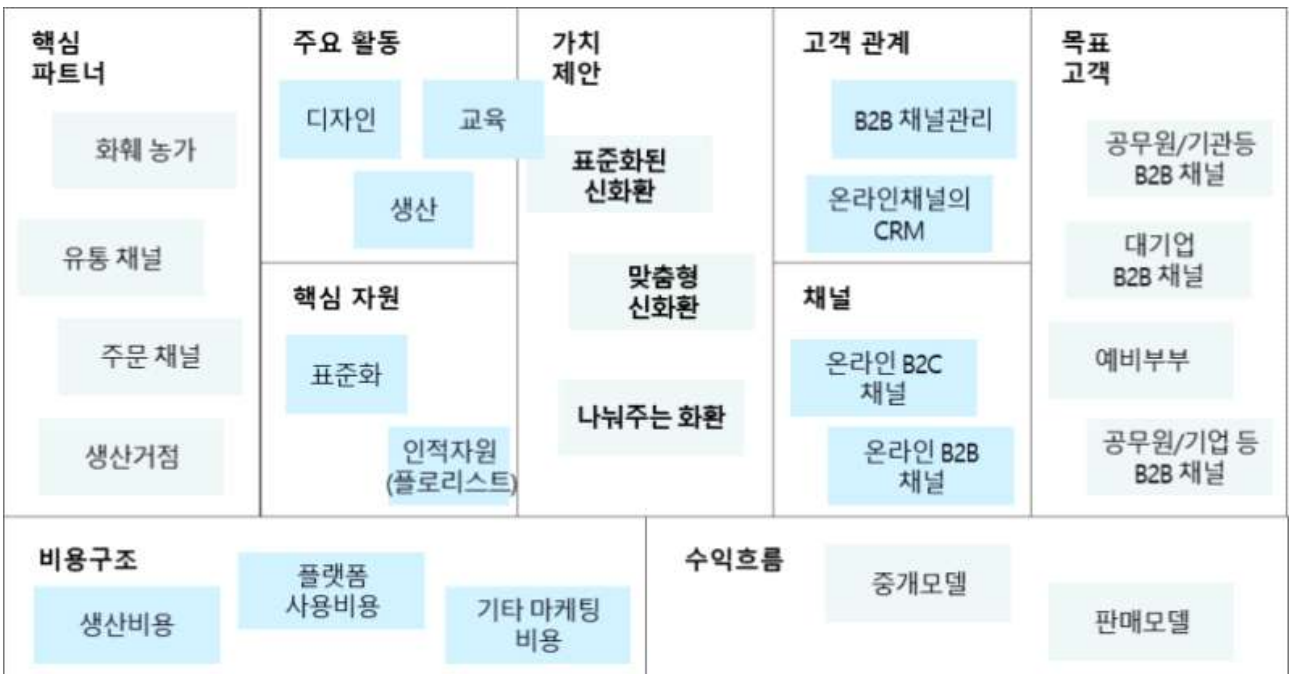 핵심
파트너
화훼 농가
유통 채널
주문 채널
생산거점
주요 활동
디자인
교육
생산
핵심 자원
표준화
인적자원
(플로리스트)
가치
제안
표준화된
신화환
맞춤형
신화환
나눠주는 화환
고객 관계
B2B 채널관리
온라인채널의
CRM
채널
온라인 B2C
채널
온라인 B2B
채널
목표
고객
공무원/기관등
B2B 채널
대기업
B2B 채널
예비부부
공무원/기업 등
B2B 채널
비용구조
생산비용
플랫폼
사용비용
기타 마케팅
비용
수익흐름
중개모델
판매모델